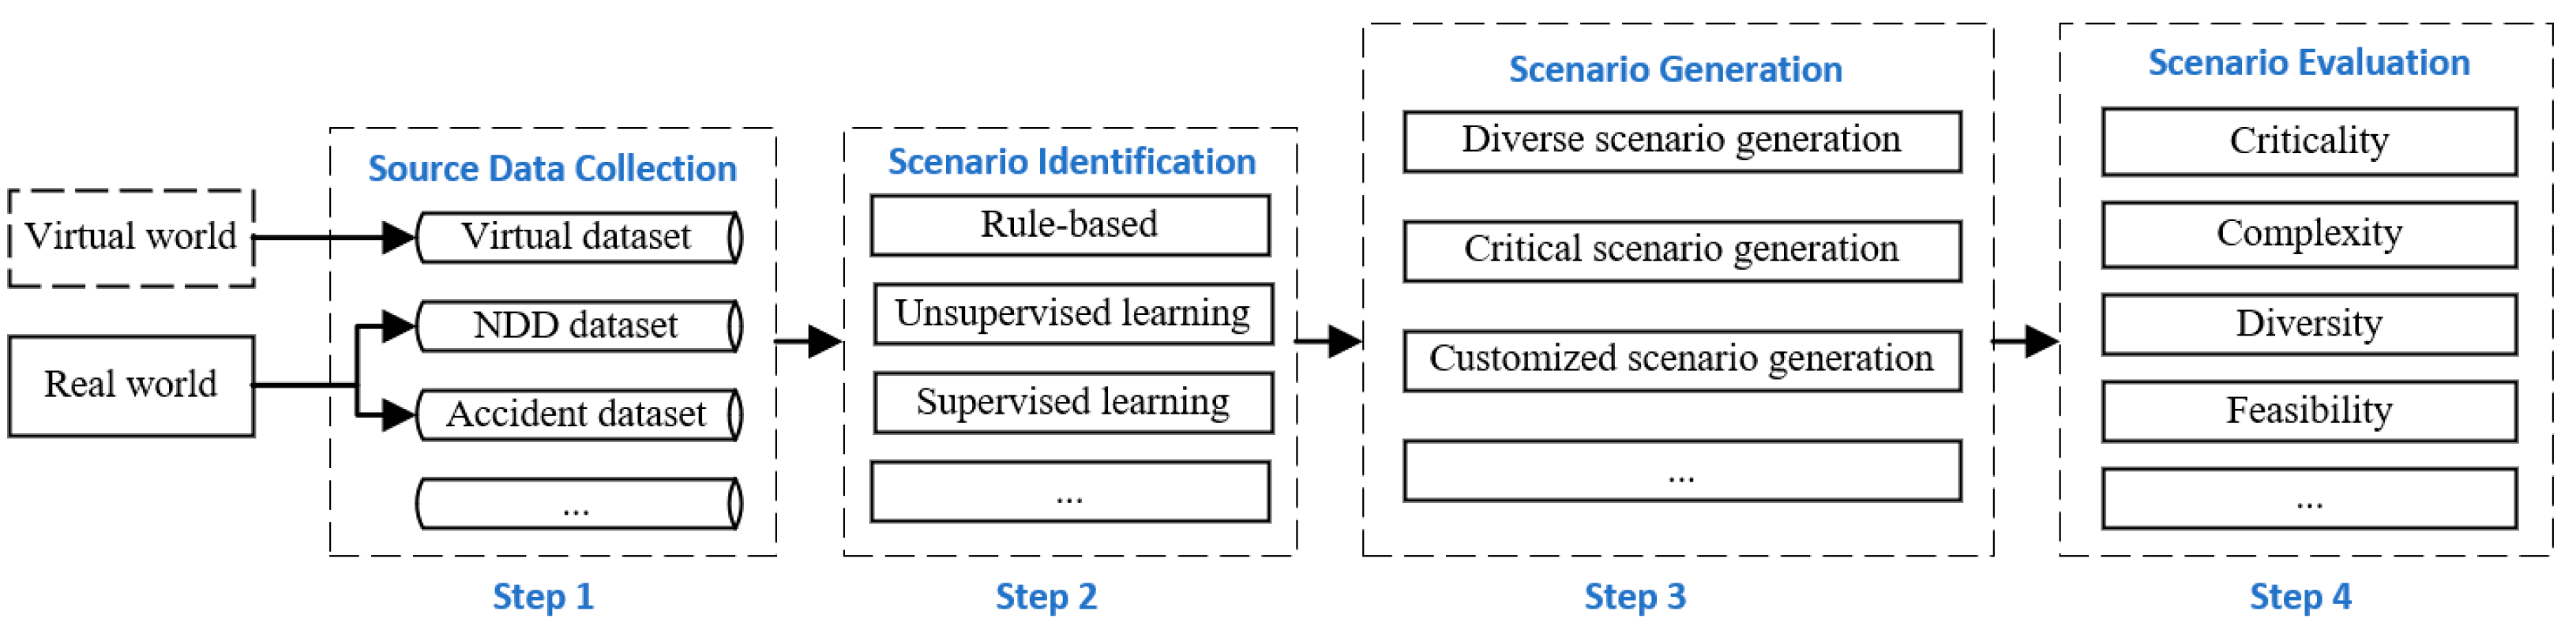 Virtual world
Real world
Source Data Collection
Virtual dataset
NDD dataset
Accident dataset
...
Step 1
Scenario Identification
Rule-based
Unsupervised learning
Supervised learning
...
Step 2
Scenario Generation
Diverse scenario generation
Critical scenario generation
Customized scenario generation
...
Step 3
Scenario Evaluation
Criticality
Complexity
Diversity
Feasibility
...
Step 4